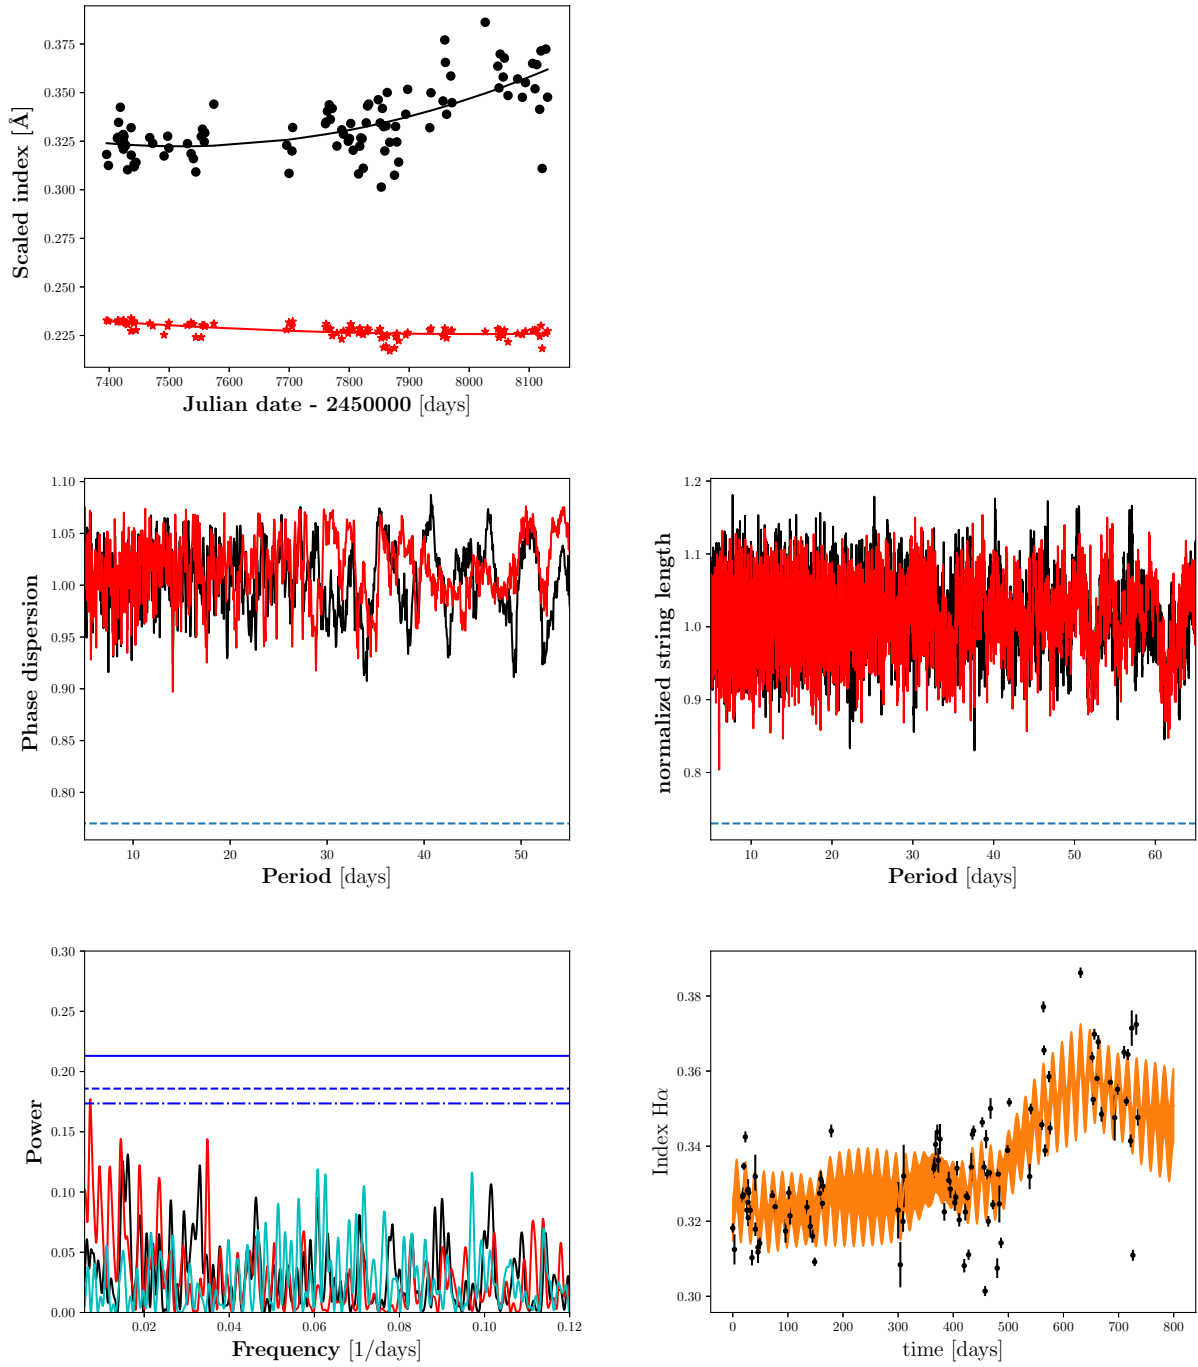 0.375
0.350
0.325
0.300
0.275
0.250
0.225
Scaled index [Å]
7400 7500 7600 7700 7800 7900 8000 8100
Julian date - 2450000 [days]
1.10
1.05
1.00
0.95
0.90
0.85
0.80
Phase dispersion
10 20 30 40 50
Period [days]
1.2
1.1
1.0
0.9
0.8
normalized string length
10 20 30 40 50 60
Period [days]
0.30
0.25
0.20
0.15
0.10
0.05
0.00
Power
0.02 0.04 0.06 0.08 0.10 0.12
Frequency [1/days]
0.38
0.36
0.34
0.32
0.30
Index Hα
0 100 200 300 400 500 600 700 800
time [days]